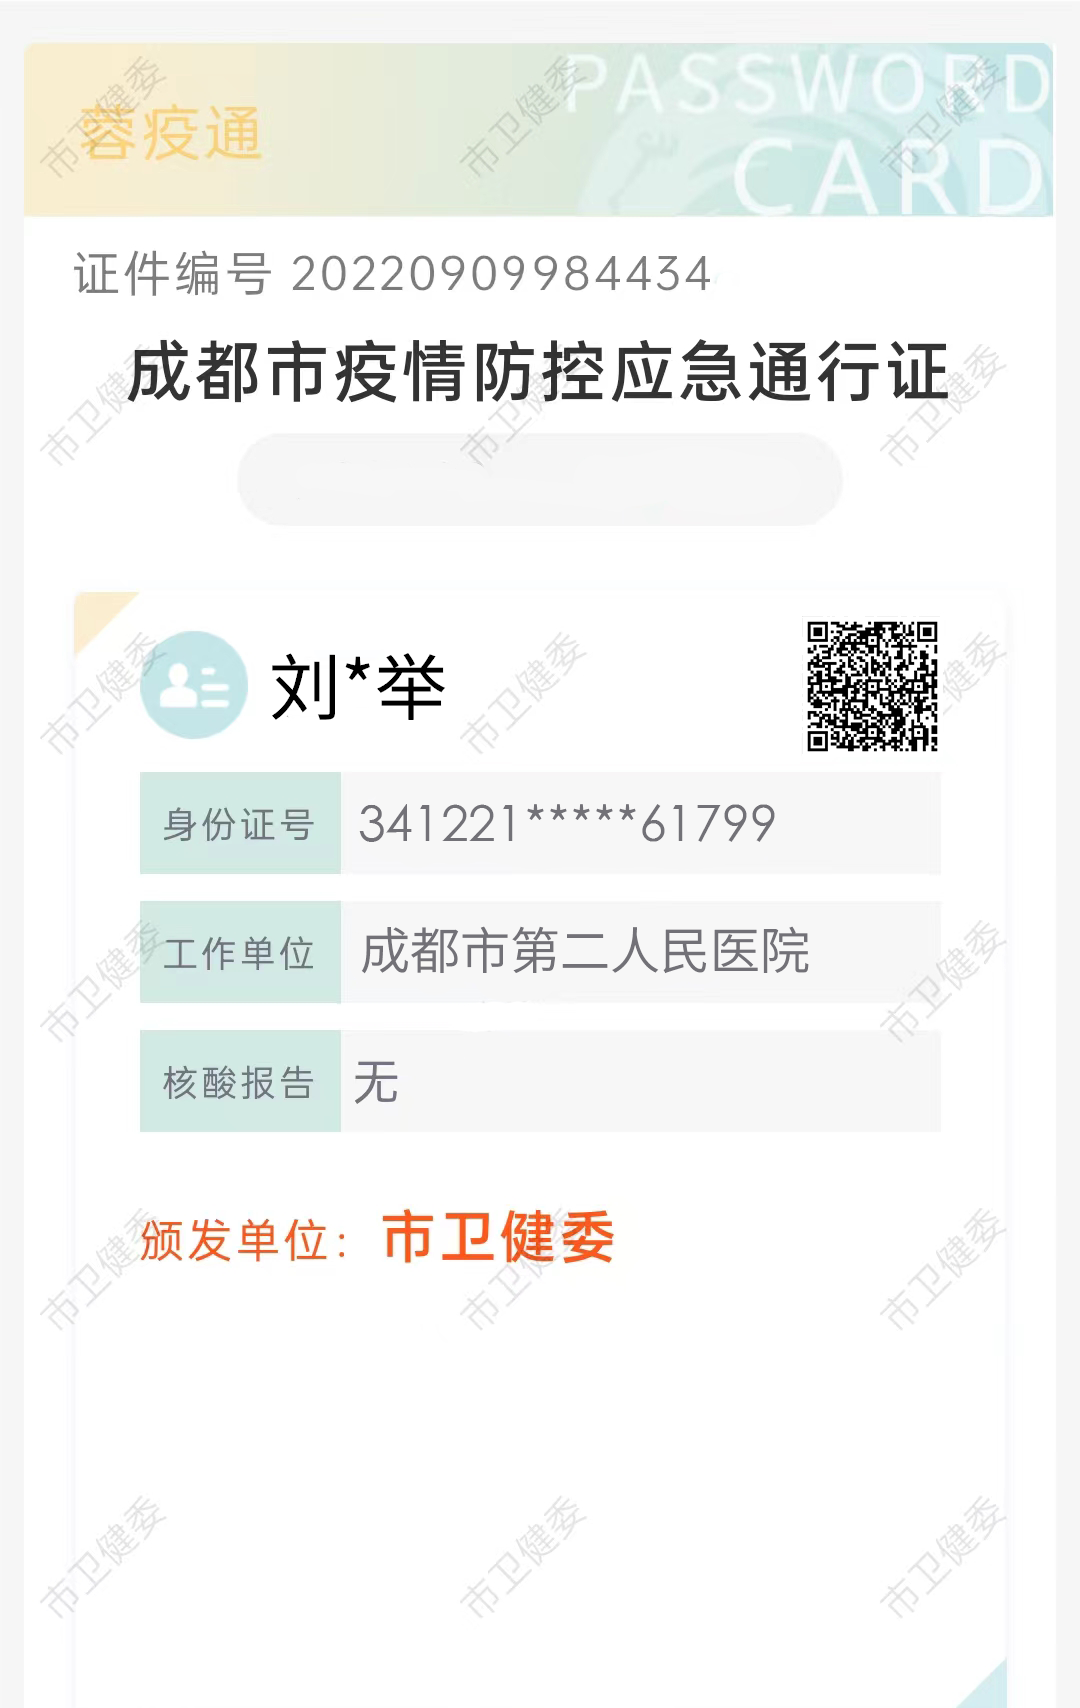 PASSWORD
蓉疫通
CARD
证件编号 20220909984434
成都市疫情防控应急通行证
刘*举
身份证号 341221*****61799
工作单位 成都市第二人民医院
核酸报告 无
颁发单位：市卫健委
市卫健委 市卫健委 市卫健委
市卫健委 市卫健委 市卫健委
市卫健委 市卫健委 市卫健委
市卫健委 市卫健委
市卫健委 市卫健委 市卫健委
市卫健委 市卫健委 市卫健委